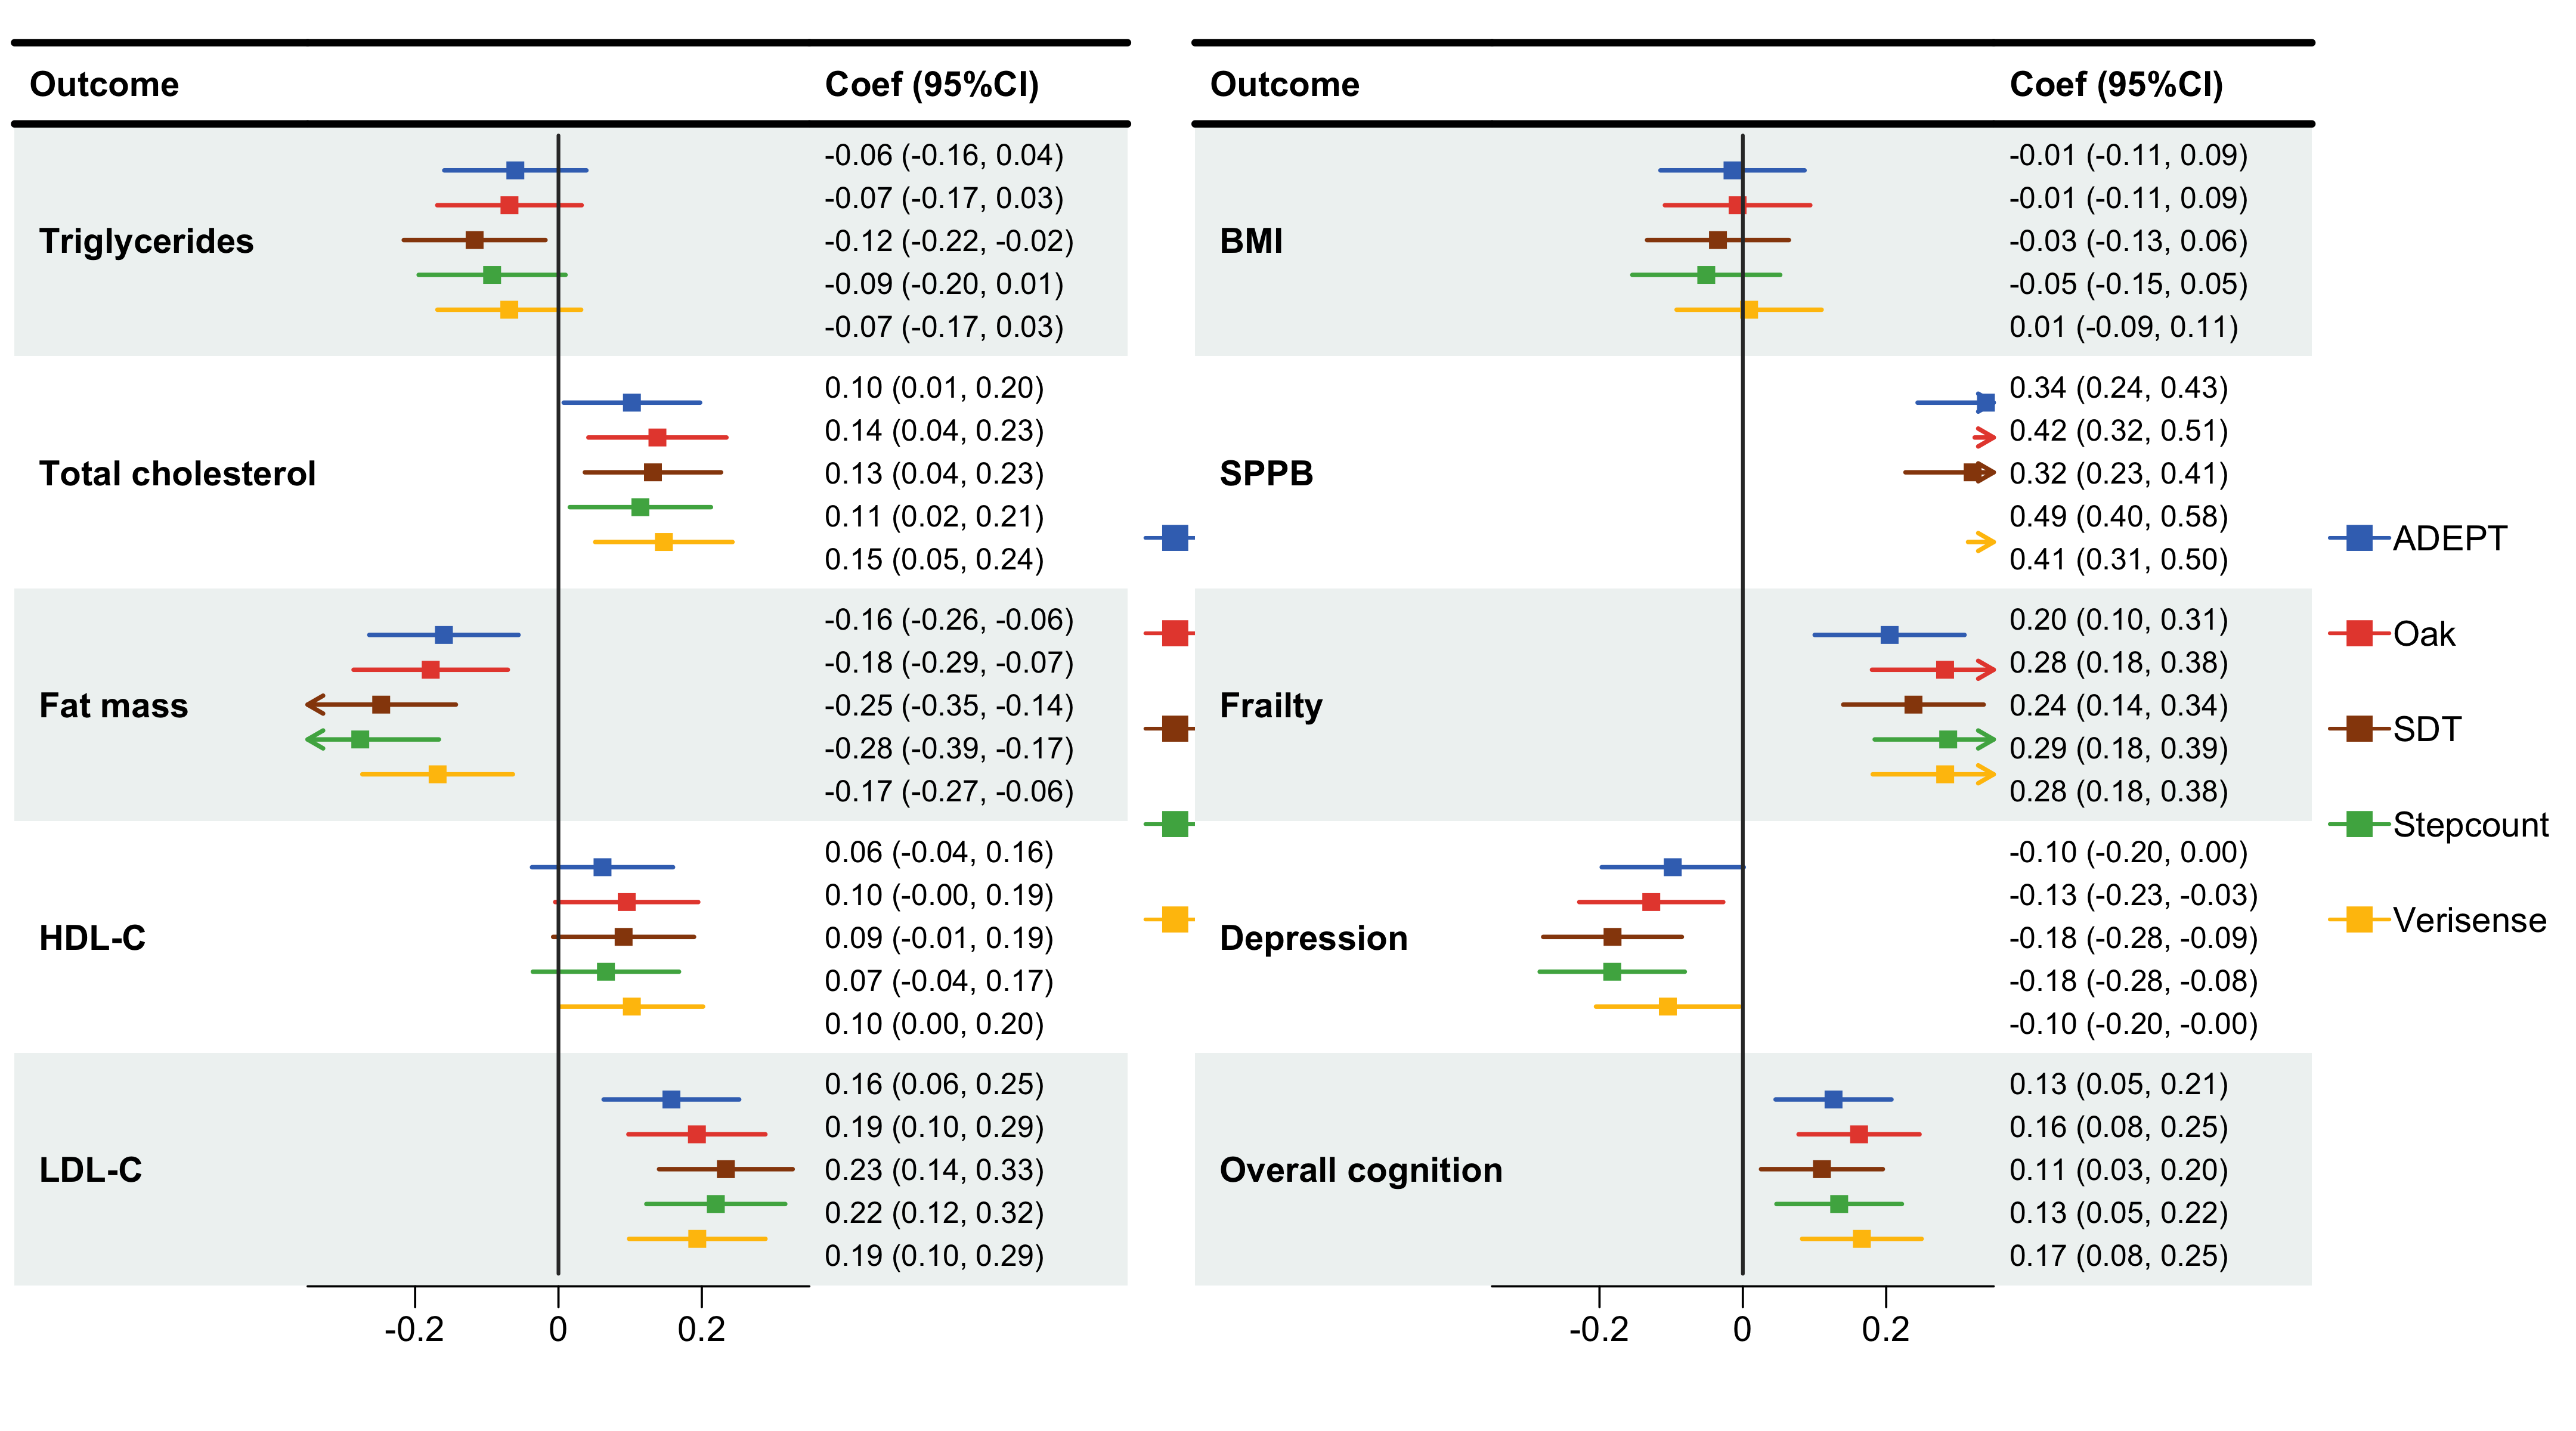 Outcome Coef (95%CI)
Triglycerides
-0.06 (-0.16, 0.04)
-0.07 (-0.17, 0.03)
-0.12 (-0.22, -0.02)
-0.09 (-0.20, 0.01)
-0.07 (-0.17, 0.03)
Total cholesterol
0.10 (0.01, 0.20)
0.14 (0.04, 0.23)
0.13 (0.04, 0.23)
0.11 (0.02, 0.21)
0.15 (0.05, 0.24)
Fat mass
-0.16 (-0.26, -0.06)
-0.18 (-0.29, -0.07)
-0.25 (-0.35, -0.14)
-0.28 (-0.39, -0.17)
-0.17 (-0.27, -0.06)
HDL-C
0.06 (-0.04, 0.16)
0.10 (-0.00, 0.19)
0.09 (-0.01, 0.19)
0.07 (-0.04, 0.17)
0.10 (0.00, 0.20)
LDL-C
0.16 (0.06, 0.25)
0.19 (0.10, 0.29)
0.23 (0.14, 0.33)
0.22 (0.12, 0.32)
0.19 (0.10, 0.29)
-0.2 0 0.2
Outcome Coef (95%CI)
BMI
-0.01 (-0.11, 0.09)
-0.01 (-0.11, 0.09)
-0.03 (-0.13, 0.06)
-0.05 (-0.15, 0.05)
0.01 (-0.09, 0.11)
SPPB
0.34 (0.24, 0.43)
0.42 (0.32, 0.51)
0.32 (0.23, 0.41)
0.49 (0.40, 0.58)
0.41 (0.31, 0.50)
Frailty
0.20 (0.10, 0.31)
0.28 (0.18, 0.38)
0.24 (0.14, 0.34)
0.29 (0.18, 0.39)
0.28 (0.18, 0.38)
Depression
-0.10 (-0.20, 0.00)
-0.13 (-0.23, -0.03)
-0.18 (-0.28, -0.09)
-0.18 (-0.28, -0.08)
-0.10 (-0.20, -0.00)
Overall cognition
0.13 (0.05, 0.21)
0.16 (0.08, 0.25)
0.11 (0.03, 0.20)
0.13 (0.05, 0.22)
0.17 (0.08, 0.25)
-0.2 0 0.2
ADEPT
Oak
SDT
Stepcount
Verisense